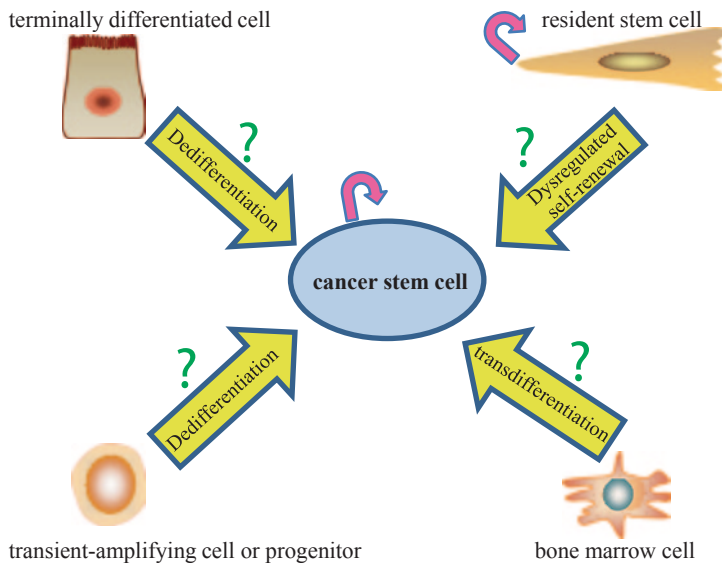 terminally differentiated cell
resident stem cell
?
Dedifferentiation
?
Dysregulated
self-renewal
cancer stem cell
?
Dedifferentiation
?
transdifferentiation
transient-amplifying cell or progenitor
bone marrow cell